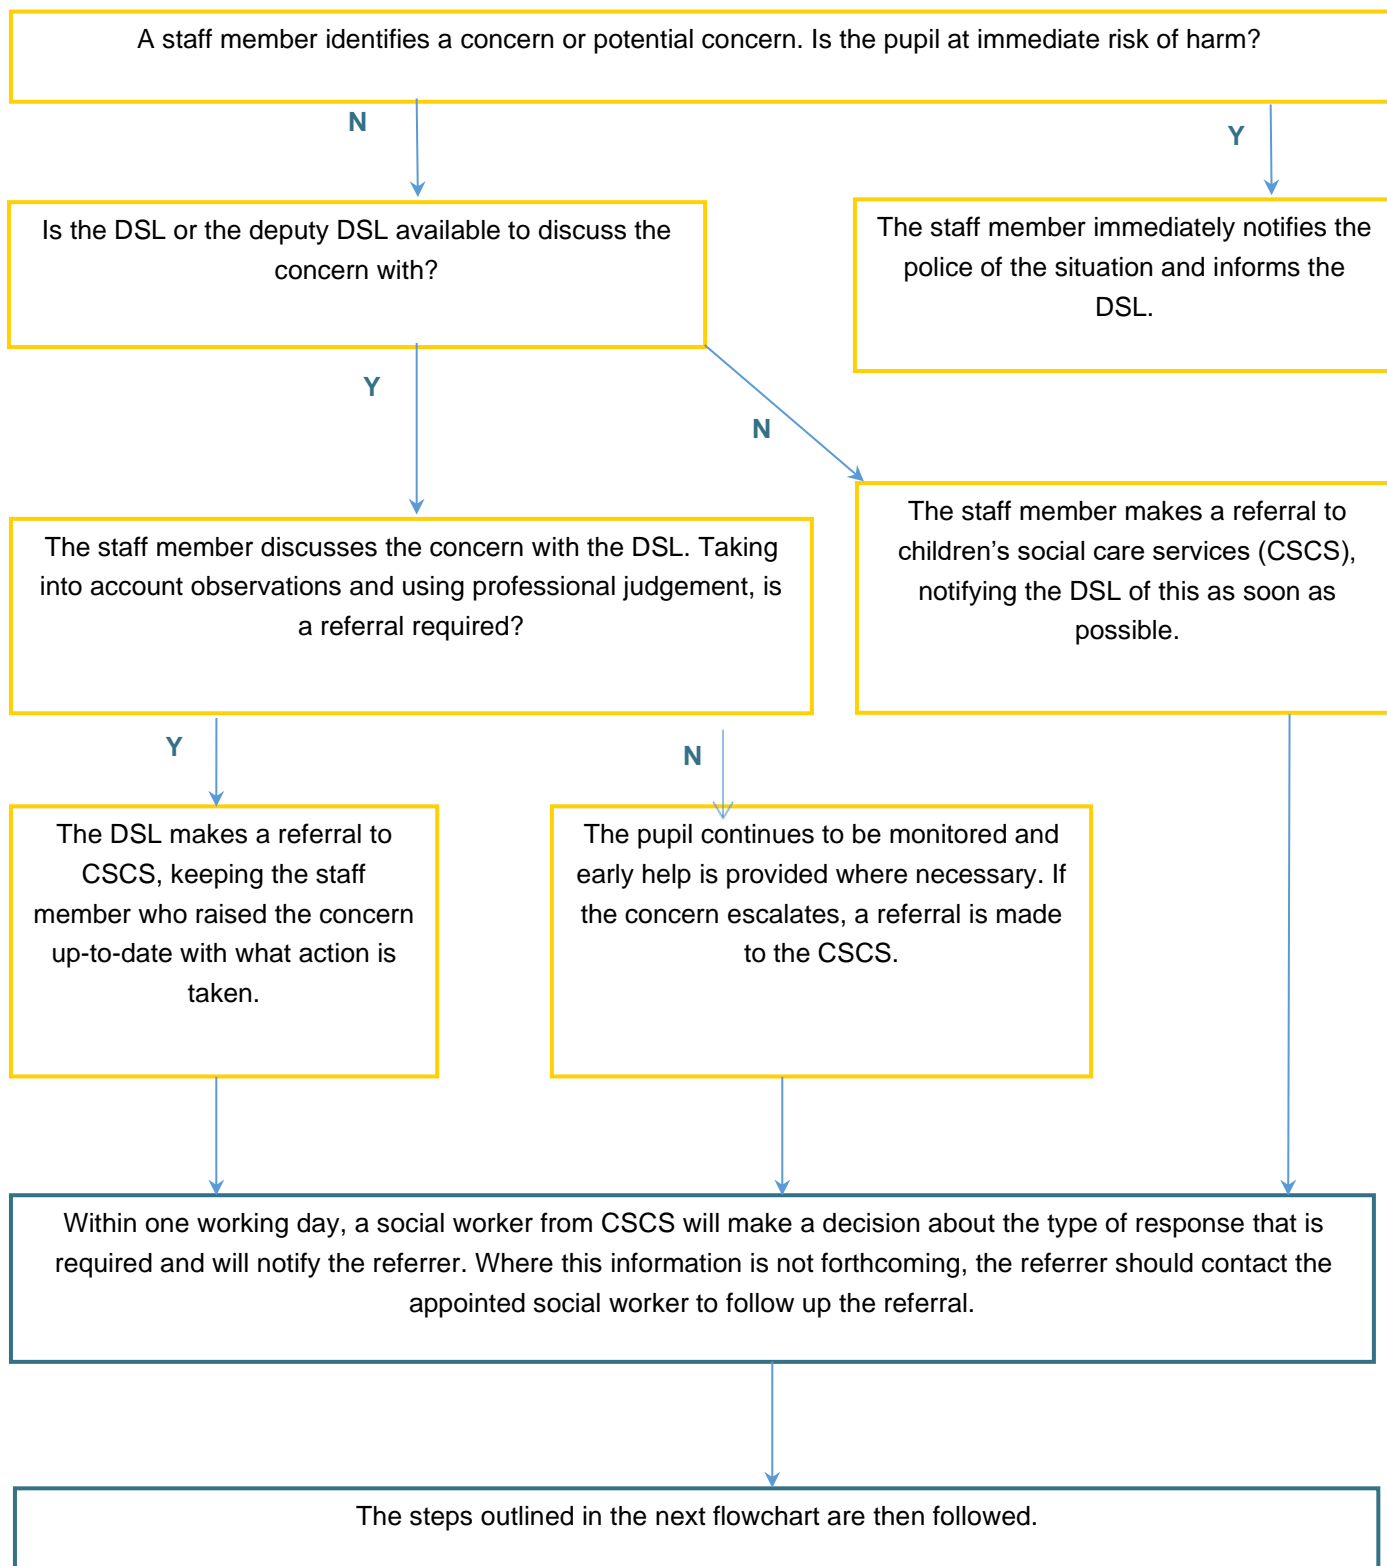 A staff member identifies a concern or potential concern. Is the pupil at immediate risk of harm?
N
Y
Is the DSL or the deputy DSL available to discuss the
concern with?
The staff member immediately notifies the
police of the situation and informs the
DSL.
Y
N
The staff member discusses the concern with the DSL. Taking
into account observations and using professional judgement, is
a referral required?
The staff member makes a referral to
children’s social care services (CSCS),
notifying the DSL of this as soon as
possible.
Y
N
The DSL makes a referral to
CSCS, keeping the staff
member who raised the concern
up-to-date with what action is
taken.
The pupil continues to be monitored and
early help is provided where necessary. If
the concern escalates, a referral is made
to the CSCS.
Within one working day, a social worker from CSCS will make a decision about the type of response that is
required and will notify the referrer. Where this information is not forthcoming, the referrer should contact the
appointed social worker to follow up the referral.
The steps outlined in the next flowchart are then followed.